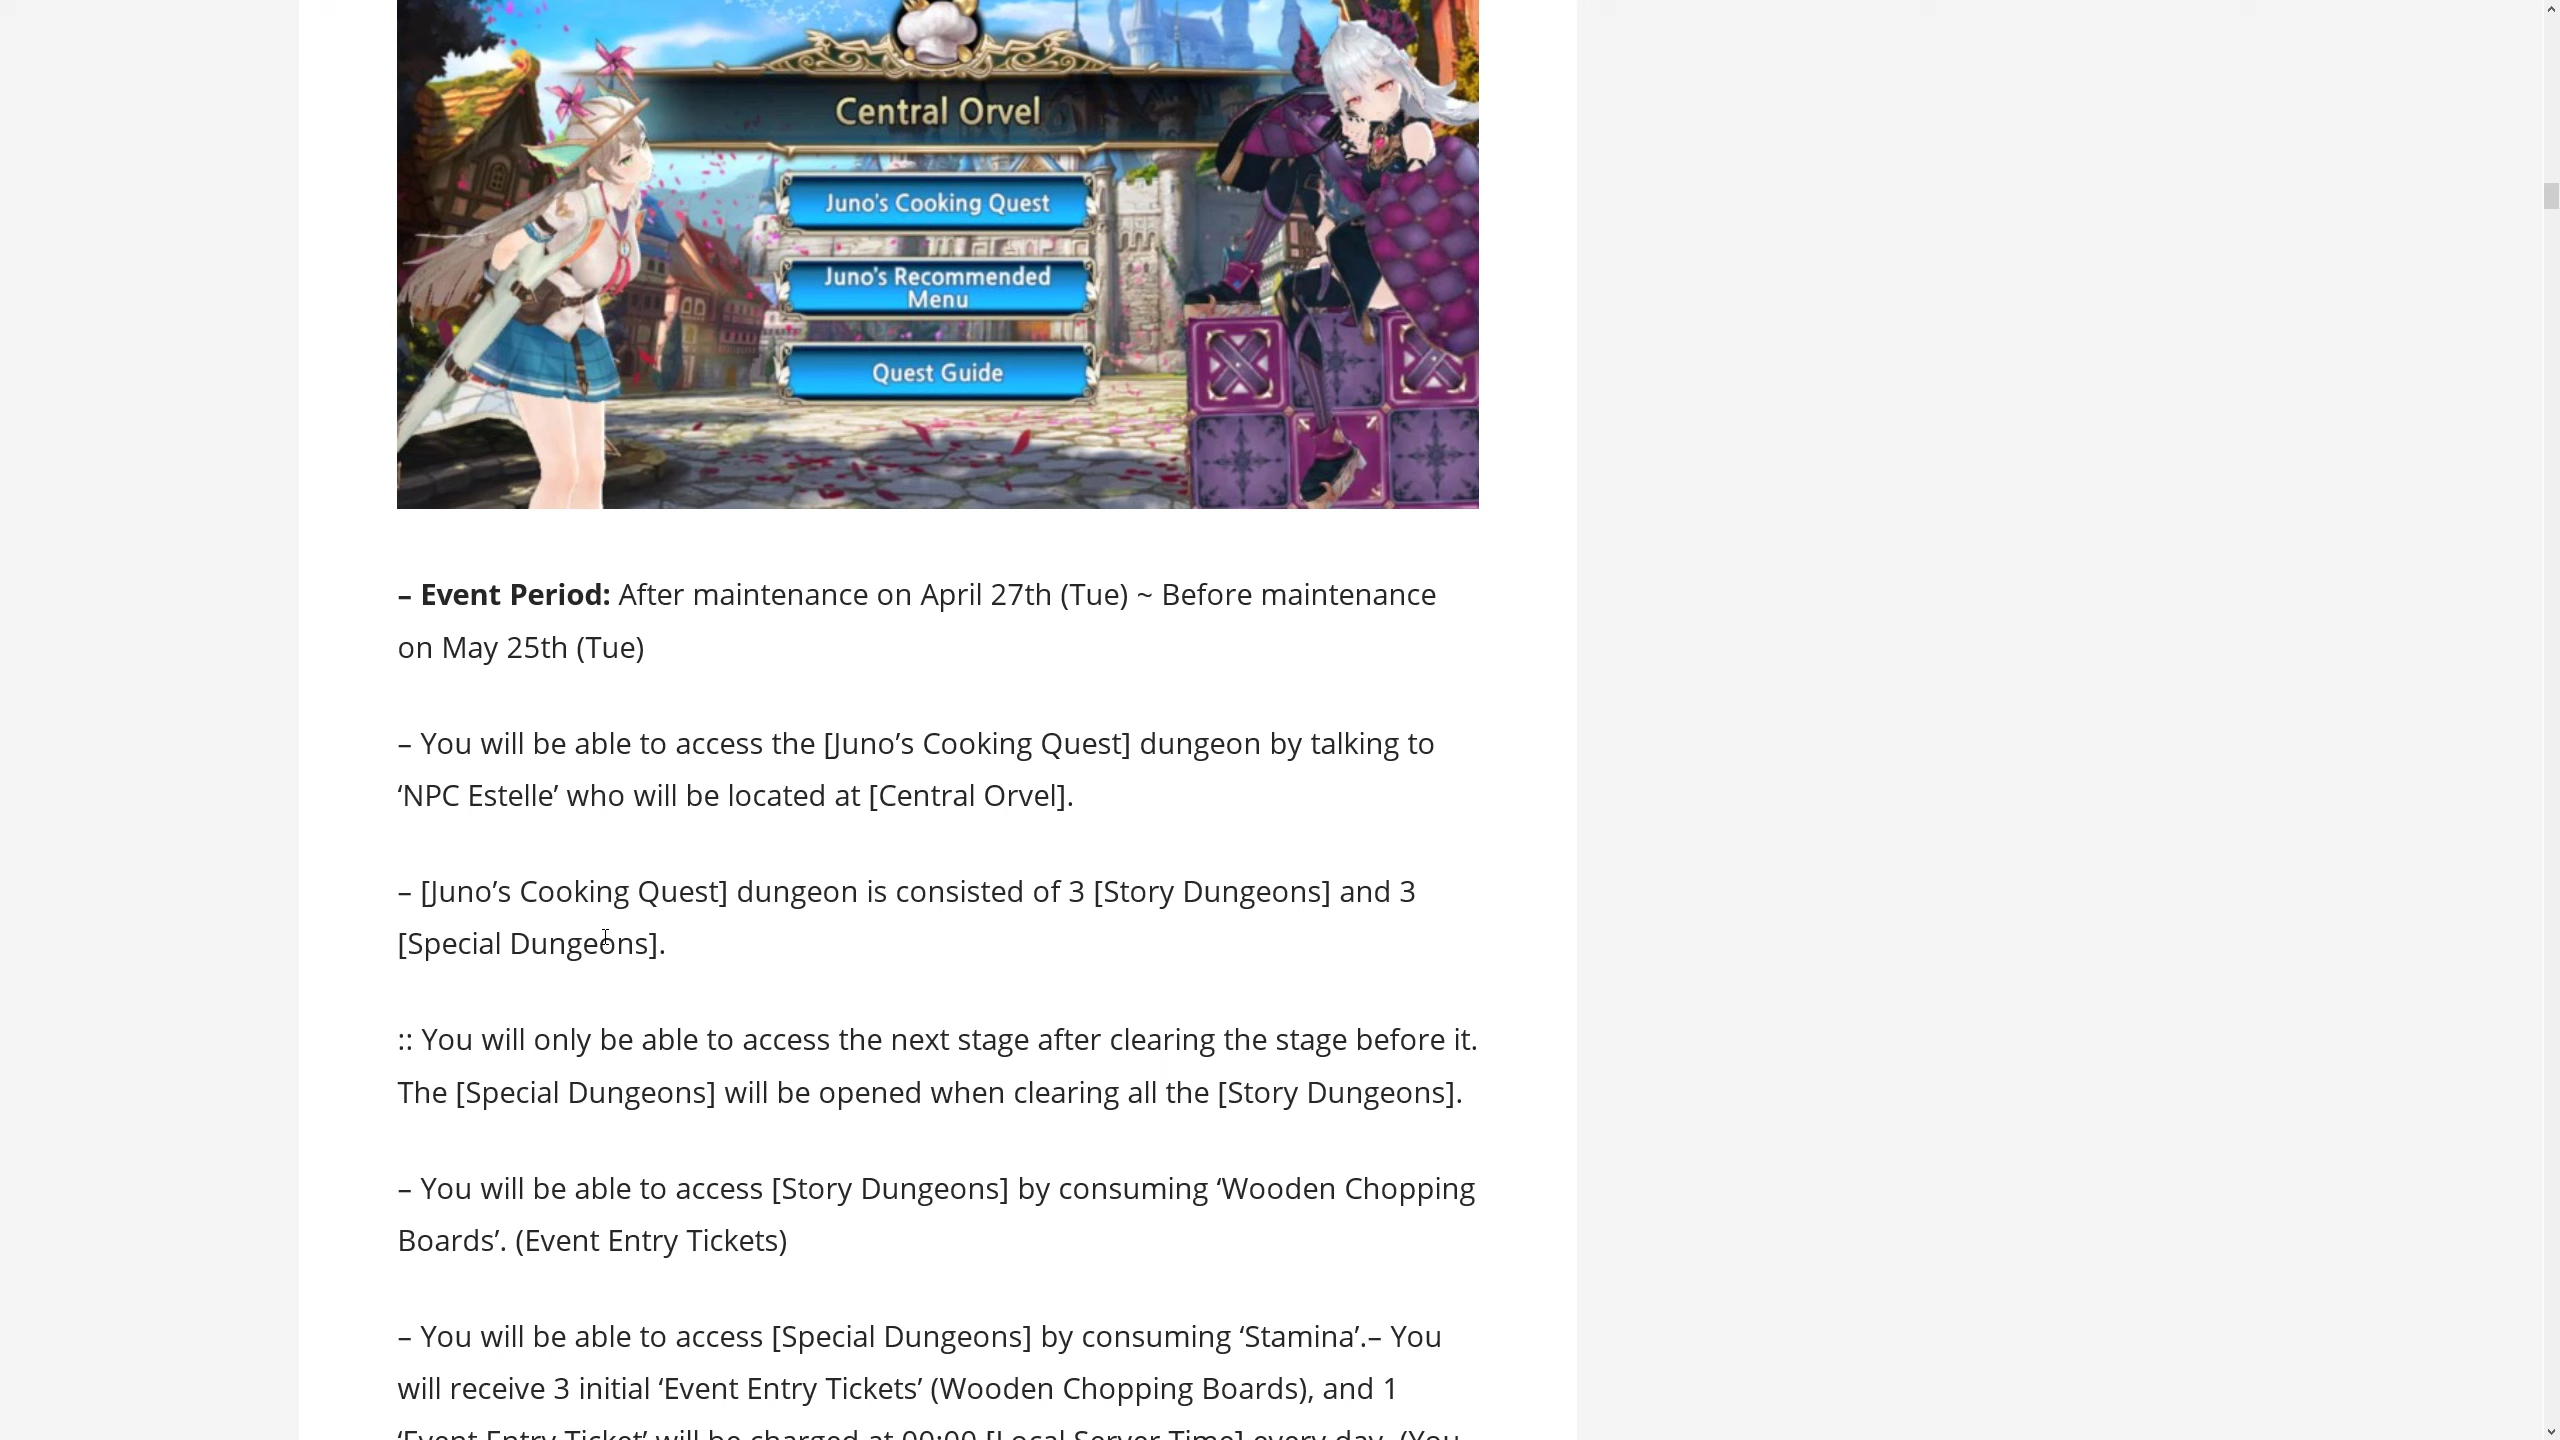 Central Orvel
Juno's Cooking Quest
Juno's Recommended
Menu
Quest Guide
– Event Period: After maintenance on April 27th (Tue) ~ Before maintenance
on May 25th (Tue)
– You will be able to access the [Juno’s Cooking Quest] dungeon by talking to
‘NPC Estelle’ who will be located at [Central Orvel].
– [Juno’s Cooking Quest] dungeon is consisted of 3 [Story Dungeons] and 3
[Special Dungeons].
:: You will only be able to access the next stage after clearing the stage before it.
The [Special Dungeons] will be opened when clearing all the [Story Dungeons].
– You will be able to access [Story Dungeons] by consuming ‘Wooden Chopping
Boards’. (Event Entry Tickets)
– You will be able to access [Special Dungeons] by consuming ‘Stamina’.– You
will receive 3 initial ‘Event Entry Tickets’ (Wooden Chopping Boards), and 1
‘Event Entry Ticket’ will be charged at 00:00 [Local Server Time] every day. (You